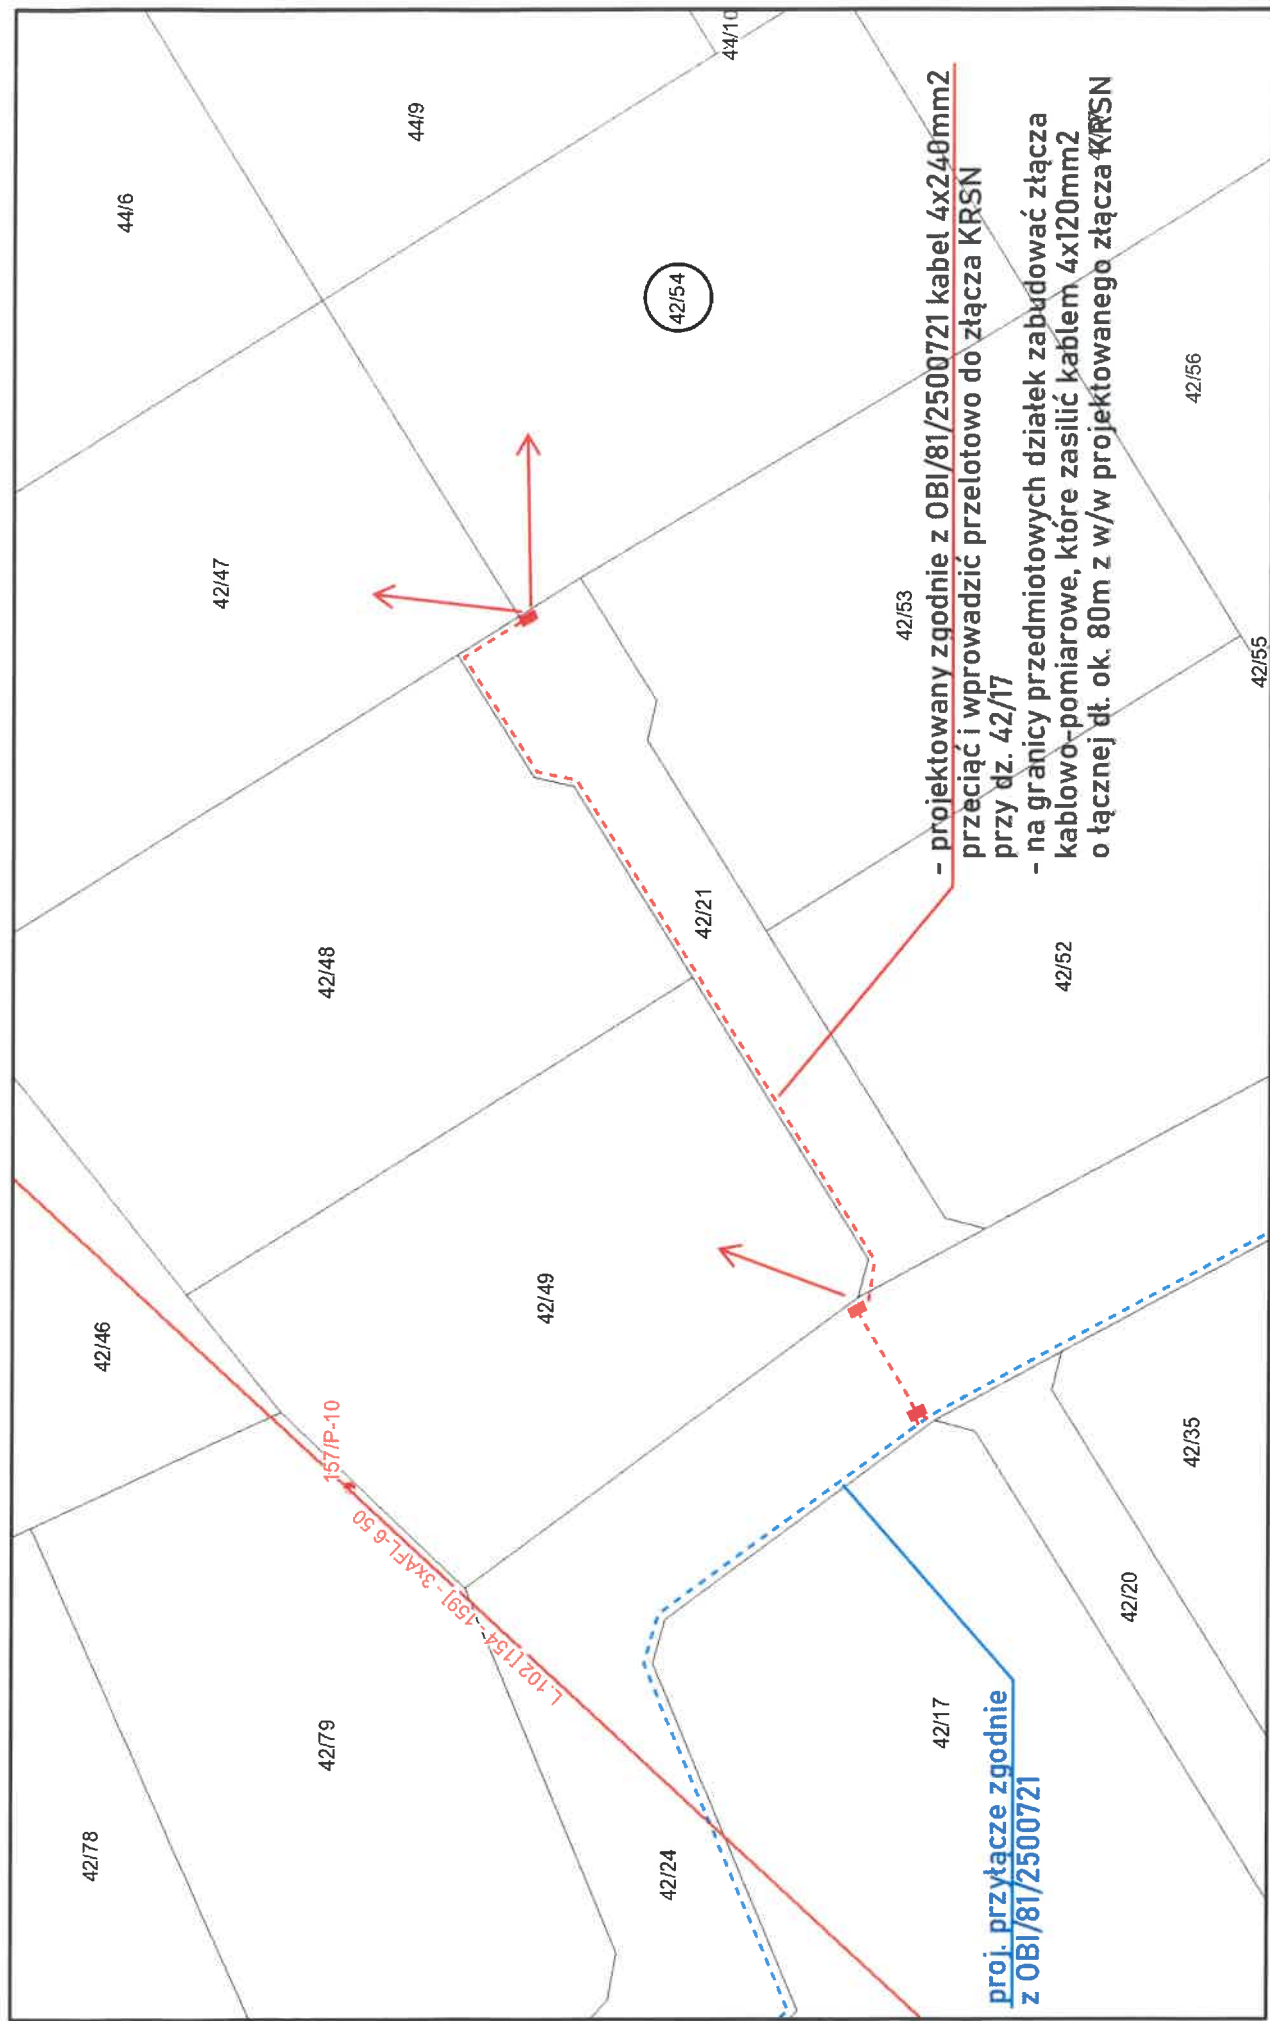 44/6
44/9
44/10
42/47
42/54
42/48
42/53
42/56
42/55
42/21
42/52
42/46
42/49
157/P-10
L.102 [154 - 159] - 3xAFL-6 50
42/78
42/79
42/24
42/17
42/20
42/35
- projektowany zgodnie z OBI/81/2500721 kabel 4x240mm2
przeciąć i wprowadzić przelotowo do złącza KRSN
przy dz. 42/17
- na granicy przedmiotowych działek zabudować złącza
kablowo-pomiarowe, które zasilić kablem 4x120mm2
o łącznej dł. ok. 80m z w/w projektowanego złącza KRSN
proj. przyłącze zgodnie
z OBI/81/2500721